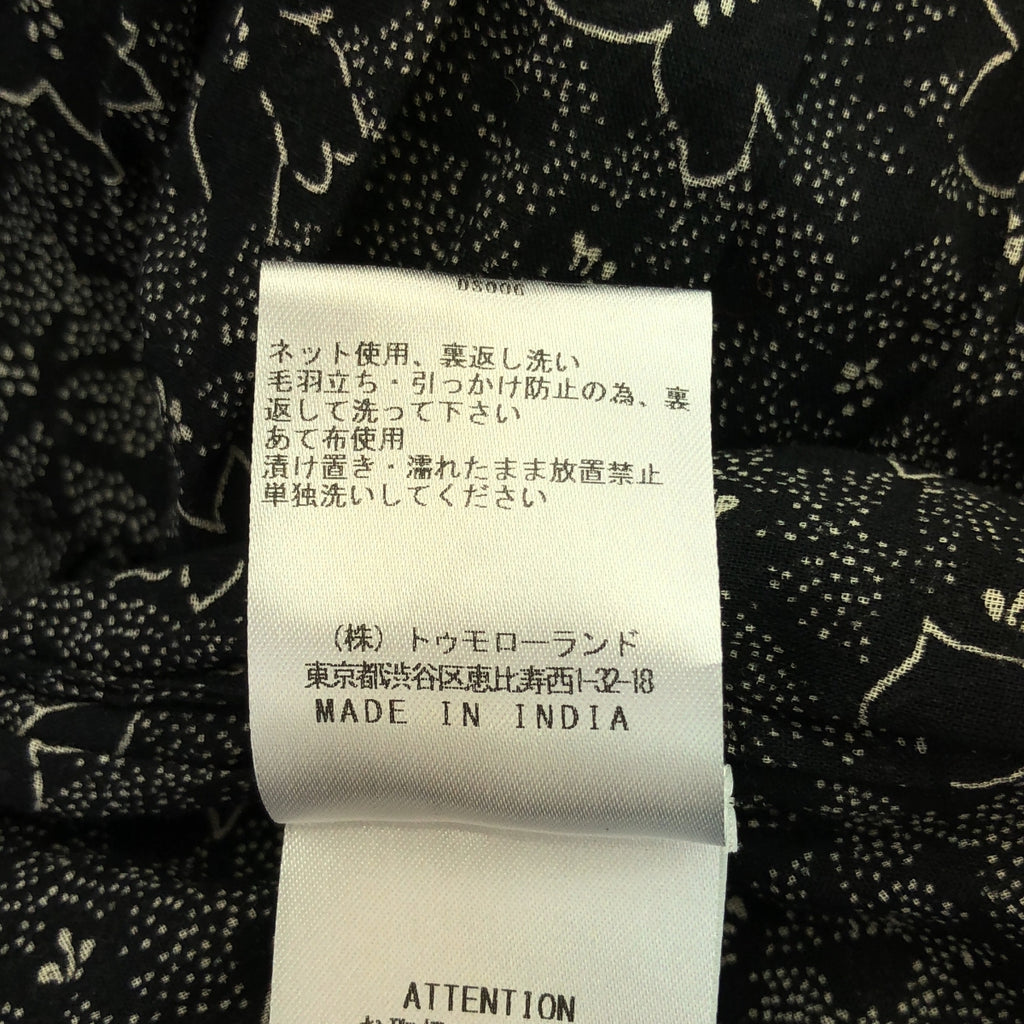 DS006
ネット使用、裏返し洗い
毛羽立ち・引っかけ防止の為、裏
返して洗って下さい
あて布使用
漬け置き・濡れたまま放置禁止
単独洗いしてください
(株) トゥモローランド
東京都渋谷区恵比寿西1-32-18
MADE IN INDIA
ATTENTION